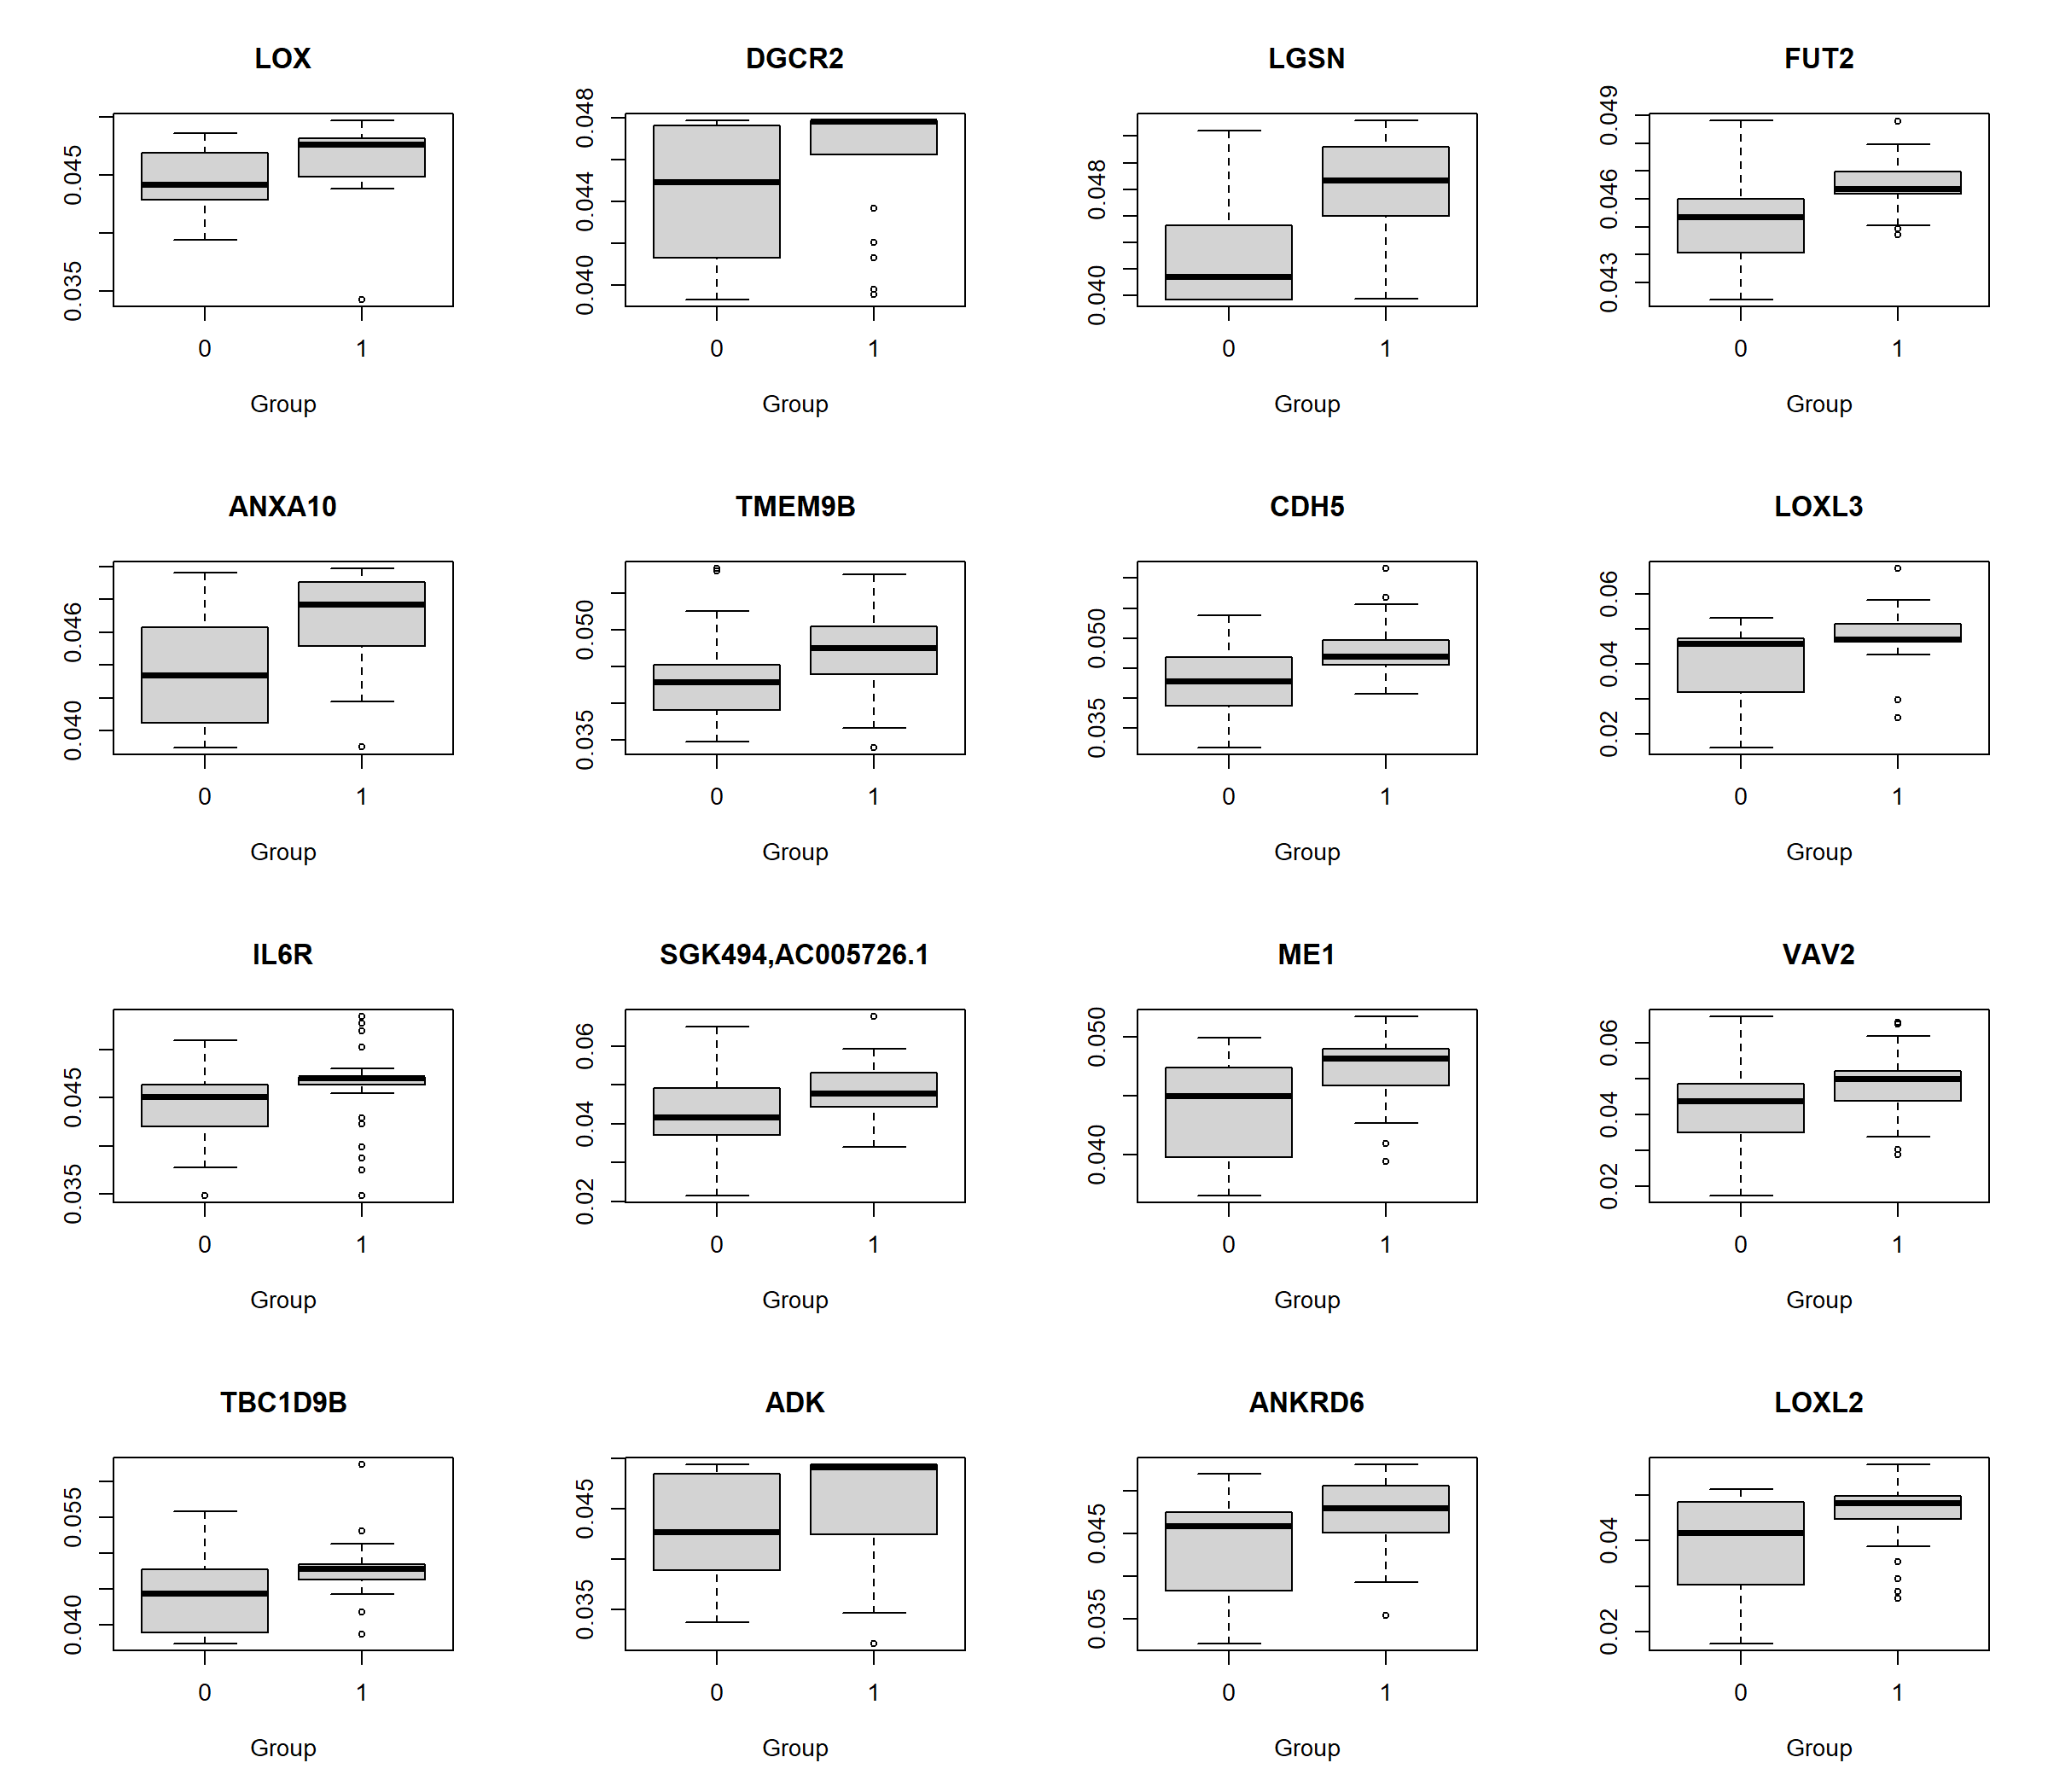 LOX DGCR2 LGSN FUT2
0.045 0.035 0.048 0.044 0.040 0.048 0.040 0.049 0.046 0.043
0 1 0 1 0 1 0 1
Group Group Group Group
ANXA10 TMEM9B CDH5 LOXL3
0.046 0.040 0.050 0.035 0.050 0.035 0.06 0.04 0.02
0 1 0 1 0 1 0 1
Group Group Group Group
IL6R SGK494,AC005726.1 ME1 VAV2
0.045 0.035 0.06 0.04 0.02 0.050 0.040 0.06 0.04 0.02
0 1 0 1 0 1 0 1
Group Group Group Group
TBC1D9B ADK ANKRD6 LOXL2
0.055 0.040 0.045 0.035 0.045 0.035 0.04 0.02
0 1 0 1 0 1 0 1
Group Group Group Group